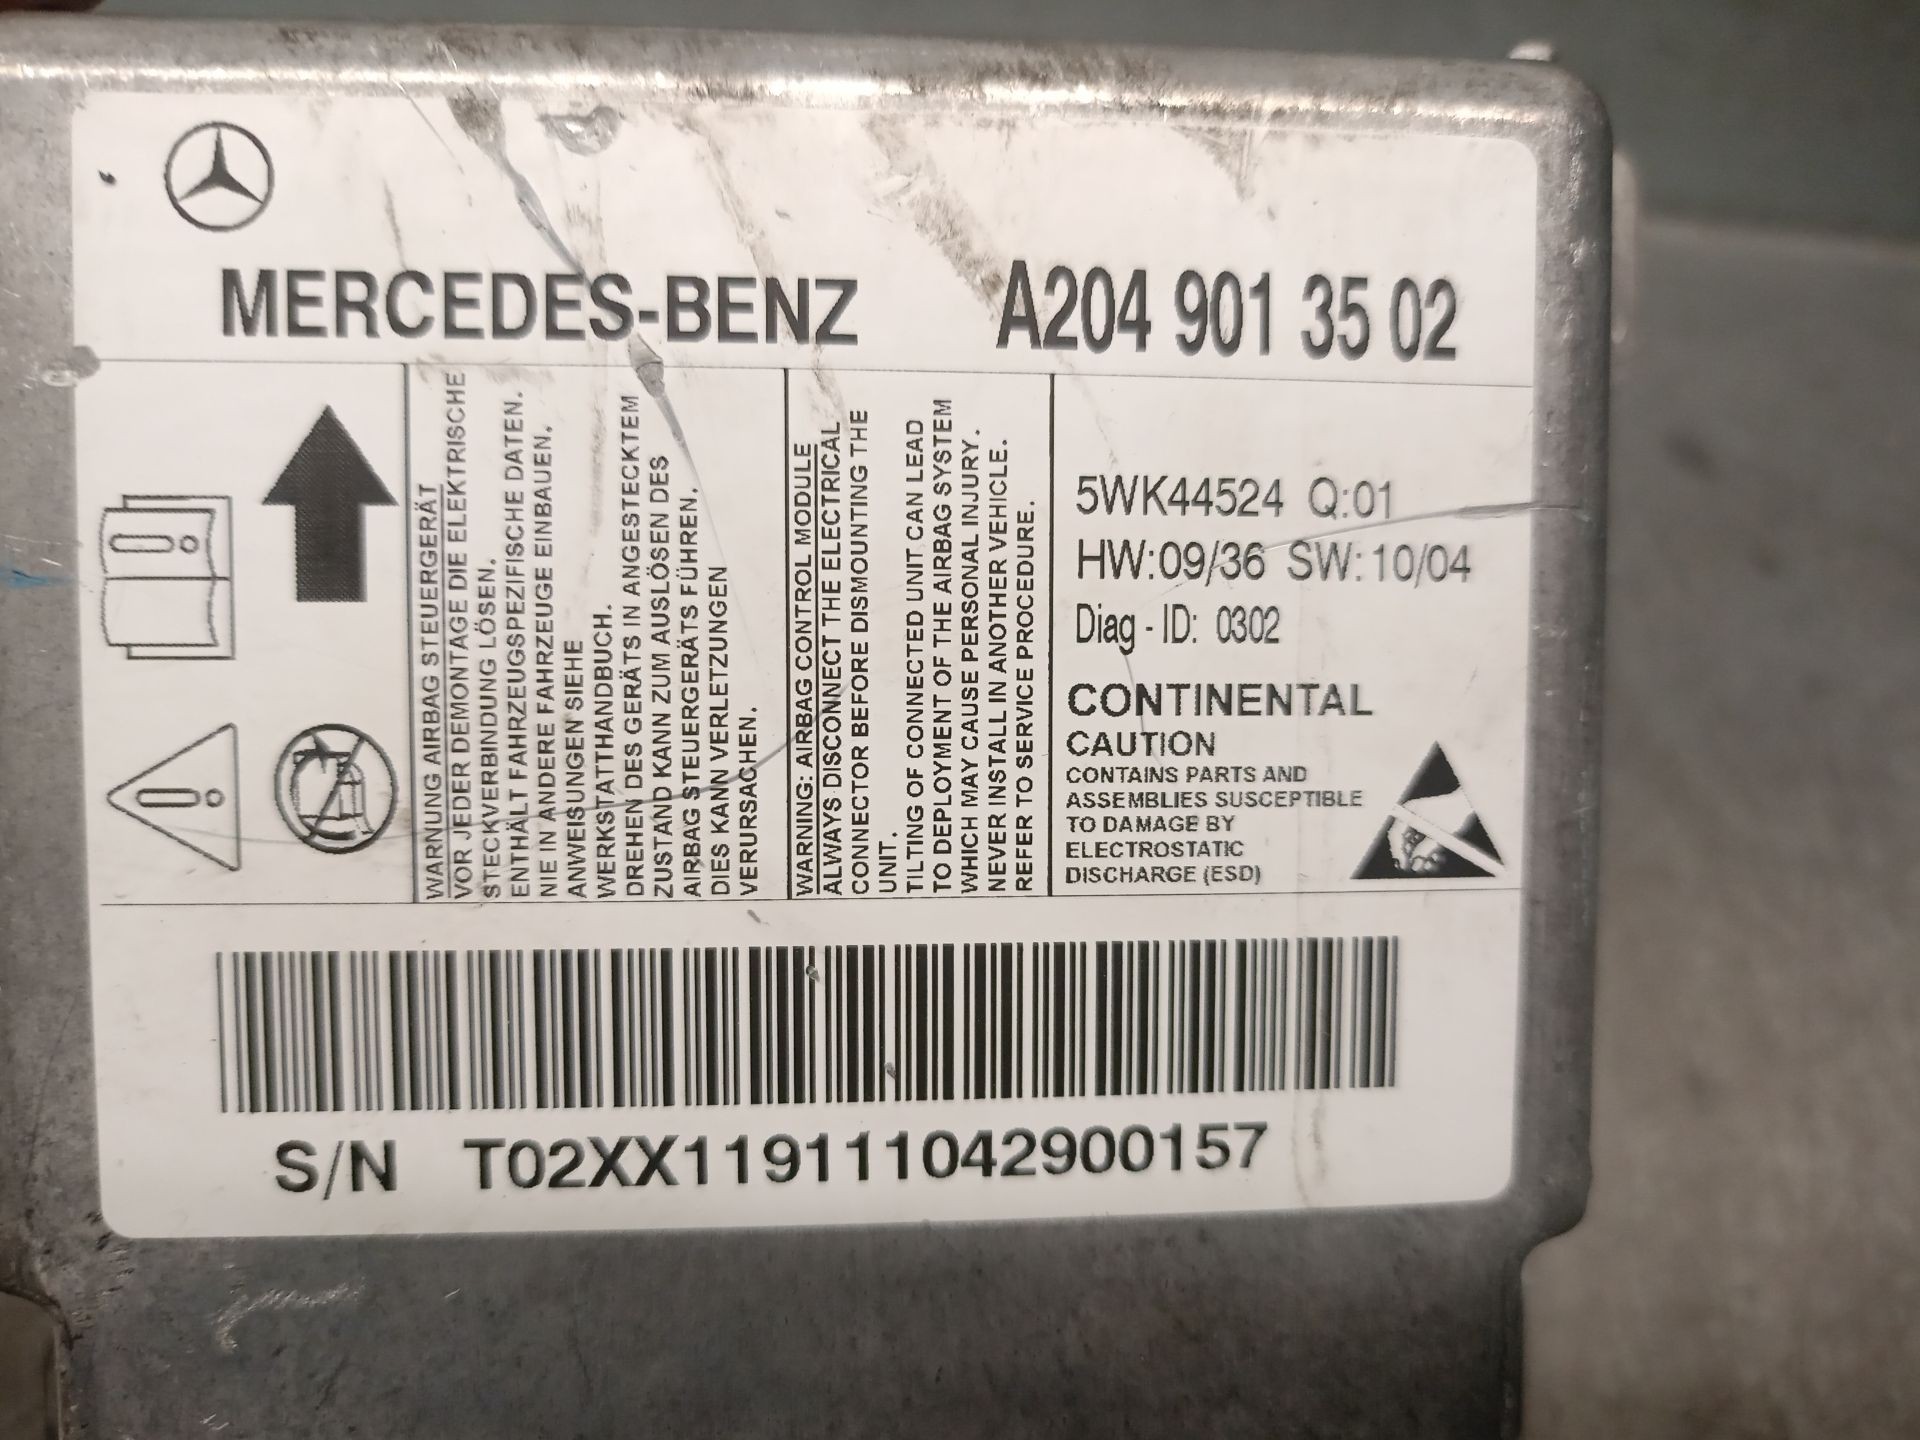 MERCEDES-BENZ
A204 901 35 02
WARNUNG AIRBAG STEUERGERÄT
VOR JEDER DEMONTAGE DIE ELEKTRISCHE
STECKVERBINDUNG LÖSEN.
ENTHÄLT FAHRZEUGSPEZIFISCHE DATEN.
NIE IN ANDERE FAHRZEUGE EINBAUEN.
ANWEISUNGEN SIEHE
WERKSTATTHANDBUCH.
DREHEN DES GERÄTS IN ANGESTECKTEM
ZUSTAND KANN ZUM AUSLÖSEN DES
AIRBAG STEUERGERÄTS FÜHREN.
DIES KANN VERLETZUNGEN
VERURSACHEN.
WARNING: AIRBAG CONTROL MODULE
ALWAYS DISCONNECT THE ELECTRICAL
CONNECTOR BEFORE DISMOUNTING THE
UNIT.
TILTING OF CONNECTED UNIT CAN LEAD
TO DEPLOYMENT OF THE AIRBAG SYSTEM
WHICH MAY CAUSE PERSONAL INJURY.
NEVER INSTALL IN ANOTHER VEHICLE.
REFER TO SERVICE PROCEDURE.
5WK44524 Q:01
HW:09/36 SW:10/04
Diag - ID: 0302
CONTINENTAL
CAUTION
CONTAINS PARTS AND
ASSEMBLIES SUSCEPTIBLE
TO DAMAGE BY
ELECTROSTATIC
DISCHARGE (ESD)
S/N T02XX119111042900157